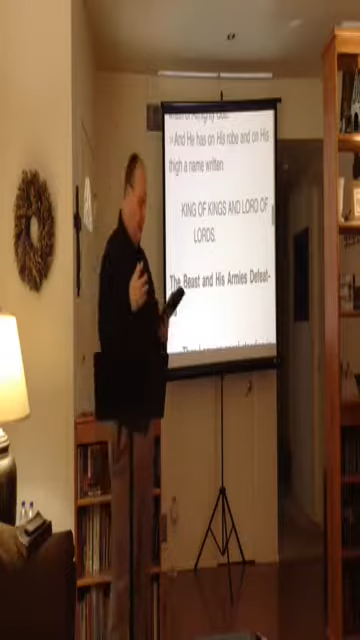 of Almighty God.
16 And He has on His robe and on His
thigh a name written:
KING OF KINGS AND LORD OF
LORDS.
The Beast and His Armies Defeat-